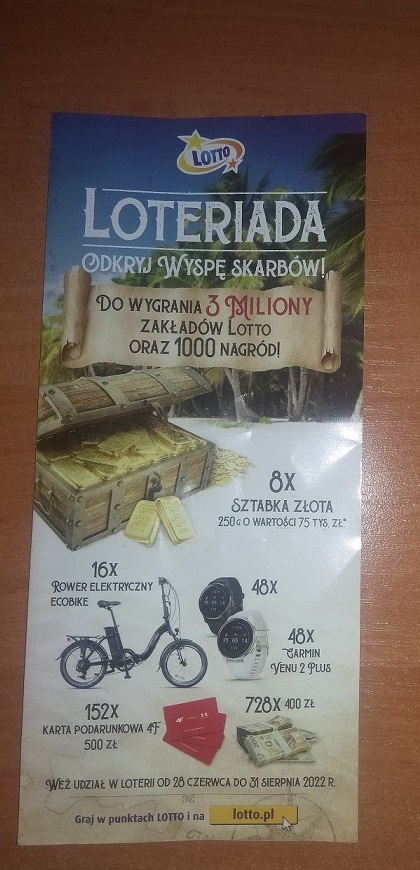 LOTTO
LOTERIADA
ODKRYJ WYSPĘ SKARBÓW!
DO WYGRANIA 3 MILIONY
ZAKŁADÓW LOTTO
ORAZ 1000 NAGRÓD!
8X
SZTABKA ZŁOTA
250G O WARTOŚCI 75 TYS. ZŁ*
16X
ROWER ELEKTRYCZNY
ECOBIKE
48X
48X
GARMIN
VENU 2 PLUS
152X
KARTA PODARUNKOWA 4F
500 ZŁ
728X 400 ZŁ
WEŹ UDZIAŁ W LOTERII OD 28 CZERWCA DO 31 SIERPNIA 2022 R.
Graj w punktach LOTTO i na lotto.pl